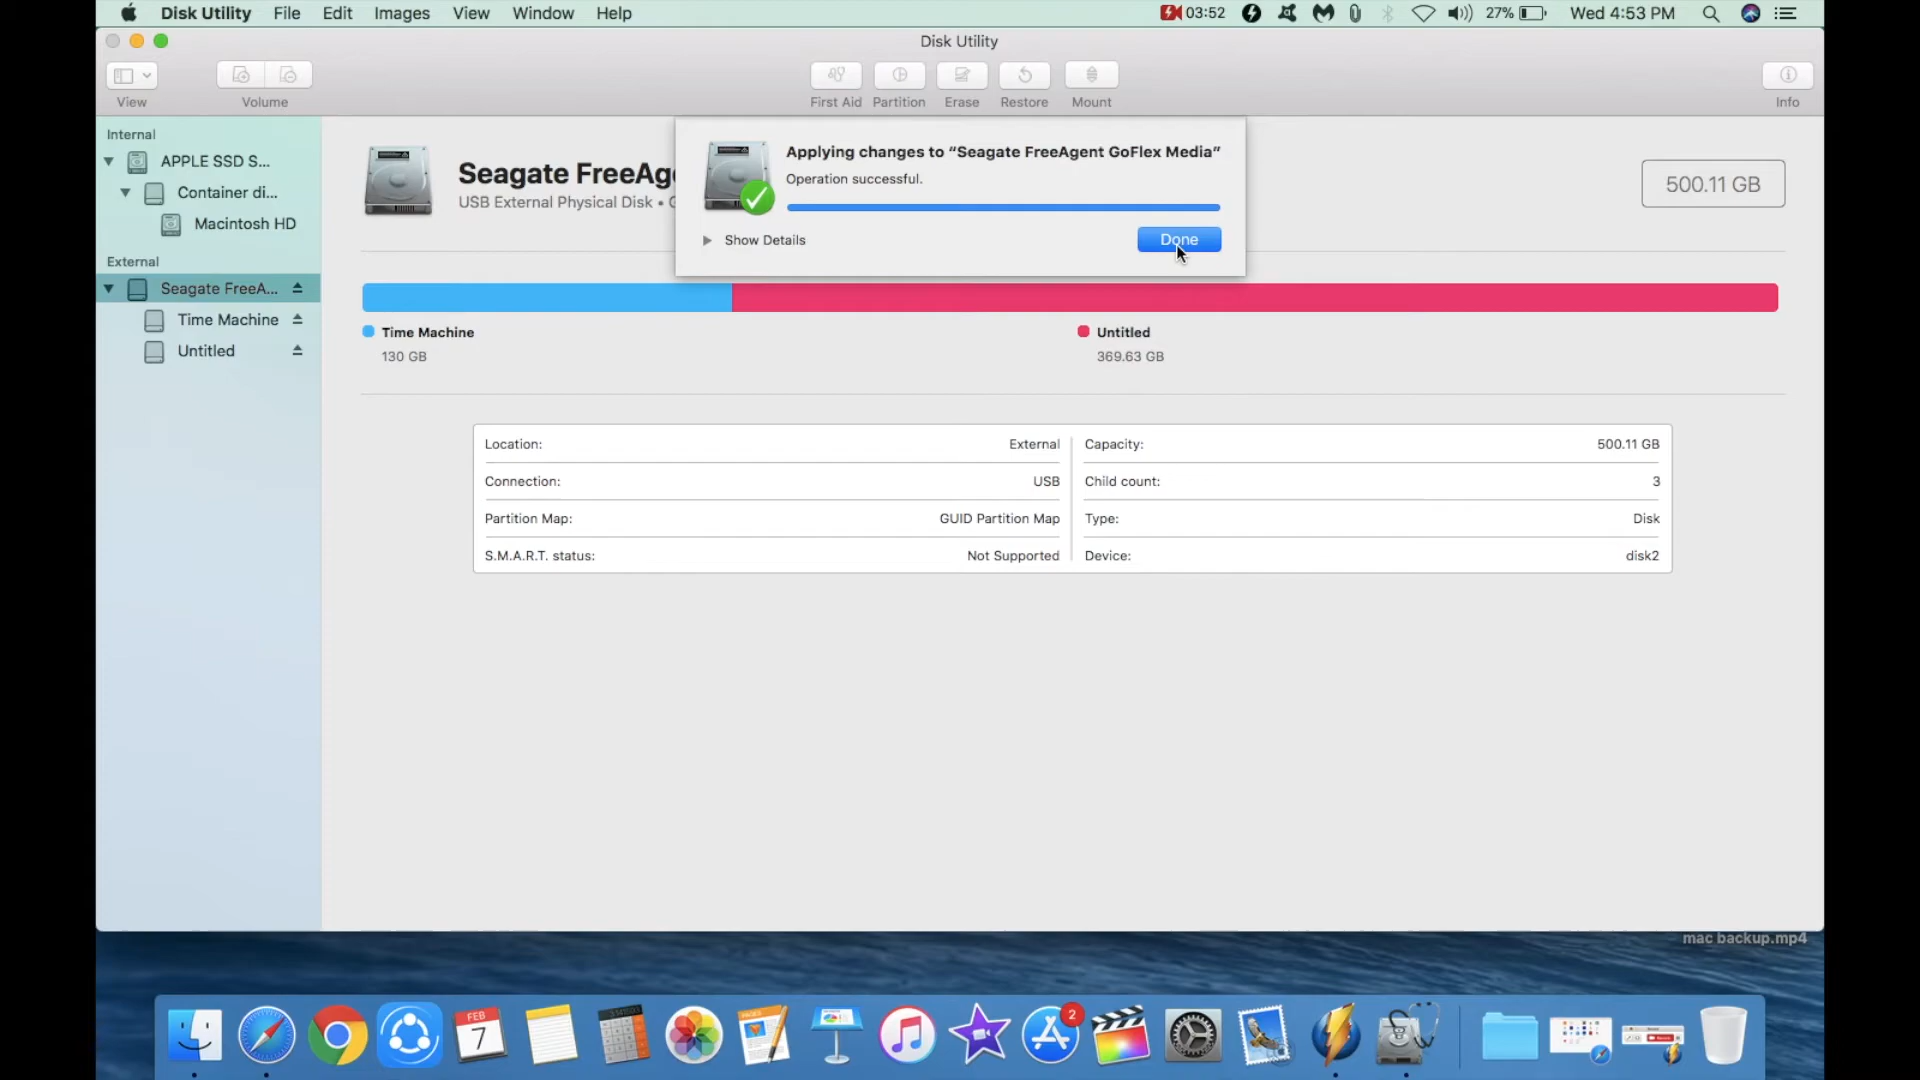 Disk Utility File Edit Images View Window Help 03:52 27% Wed 4:53 PM
Disk Utility
View Volume First Aid Partition Erase Restore Mount Info
Internal
APPLE SSD S...
Container di...
Macintosh HD
External
Seagate FreeA...
Time Machine
Untitled
Seagate FreeAg
USB External Physical Disk •
500.11 GB
Applying changes to “Seagate FreeAgent GoFlex Media”
Operation successful.
Show Details
Done
Time Machine
130 GB
Untitled
369.63 GB
Location: External
Connection: USB
Partition Map: GUID Partition Map
S.M.A.R.T. status: Not Supported
Capacity: 500.11 GB
Child count: 3
Type: Disk
Device: disk2
mac backup.mp4
FEB
7
PAGES
2